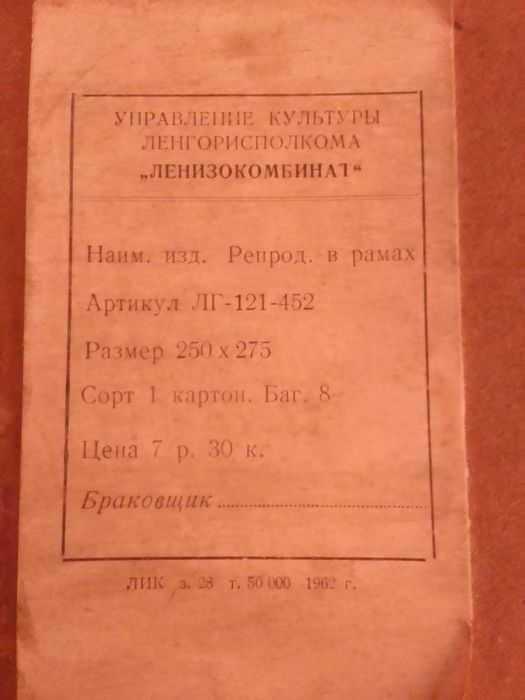 УПРАВЛЕНИЕ КУЛЬТУРЫ
ЛЕНГОРИСПОЛКОМА
„ЛЕНИЗОКОМБИНАТ“
Наим. изд. Репрод. в рамах
Артикул ЛГ-121-452
Размер 250 х 275
Сорт 1 картон. Баг. 8
Цена 7 р. 30 к.
Браковщик ..............................
ЛИК з. 28 т. 50 000 1962 г.